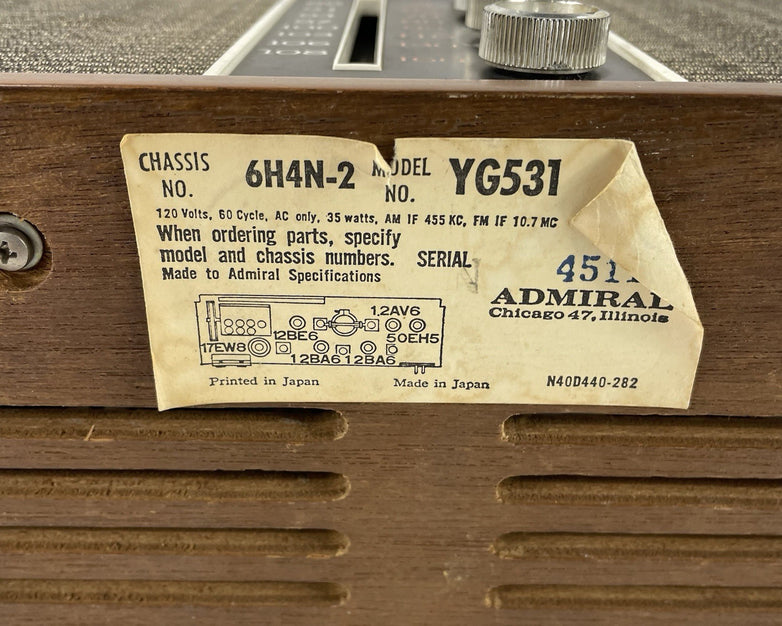 CHASSIS NO. 6H4N-2 MODEL NO. YG531
120 Volts, 60 Cycle, AC only, 35 watts, AM IF 455 KC, FM IF 10.7 MC
When ordering parts, specify
model and chassis numbers. SERIAL
Made to Admiral Specifications
ADMIRAL
Chicago 47, Illinois
1.2AV6
12BE6 50EH5
17EW8
12BA6 12BA6
Printed in Japan Made in Japan N40D440-282